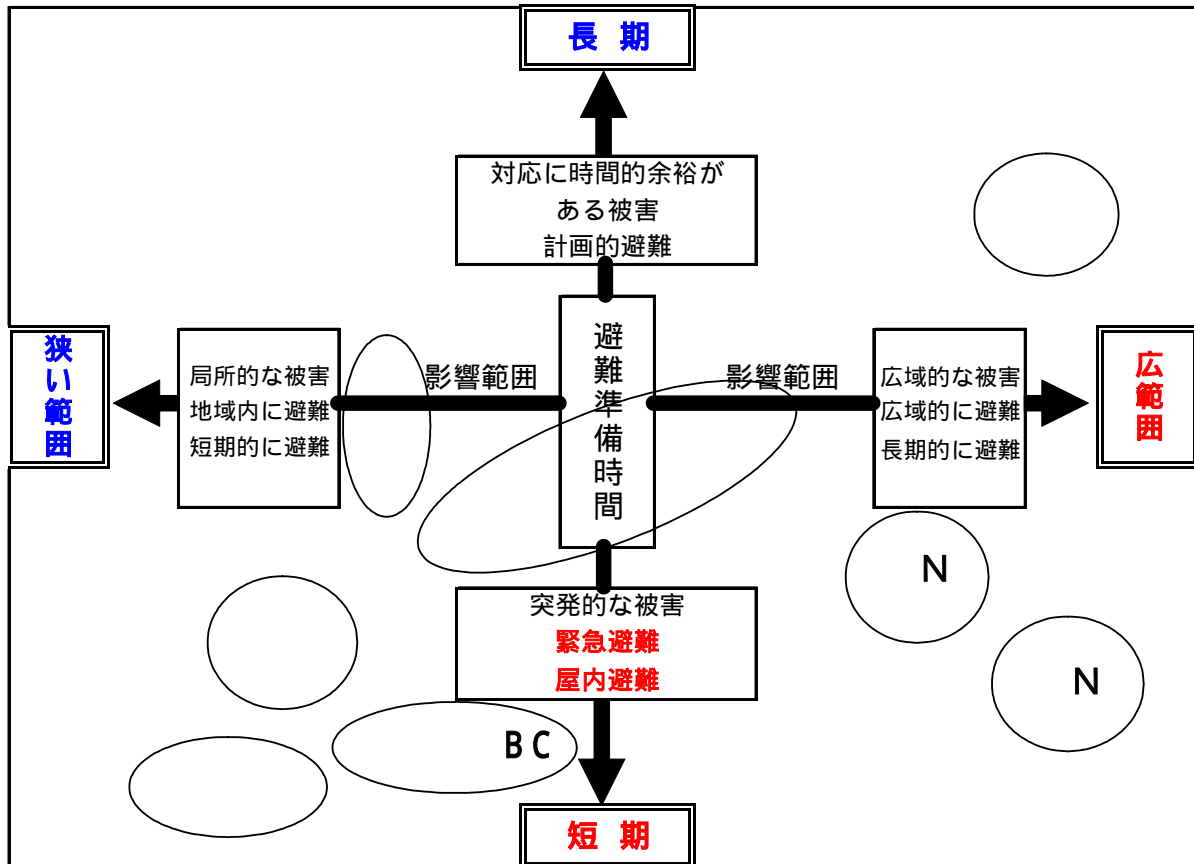 長 期
対応に時間的余裕が
ある被害
計画的避難
狭い範囲
局所的な被害
地域内に避難
短期的に避難
影響範囲
避難準備時間
影響範囲
広域的な被害
広域的に避難
長期的に避難
広範囲
N
N
突発的な被害
緊急避難
屋内避難
BC
短 期